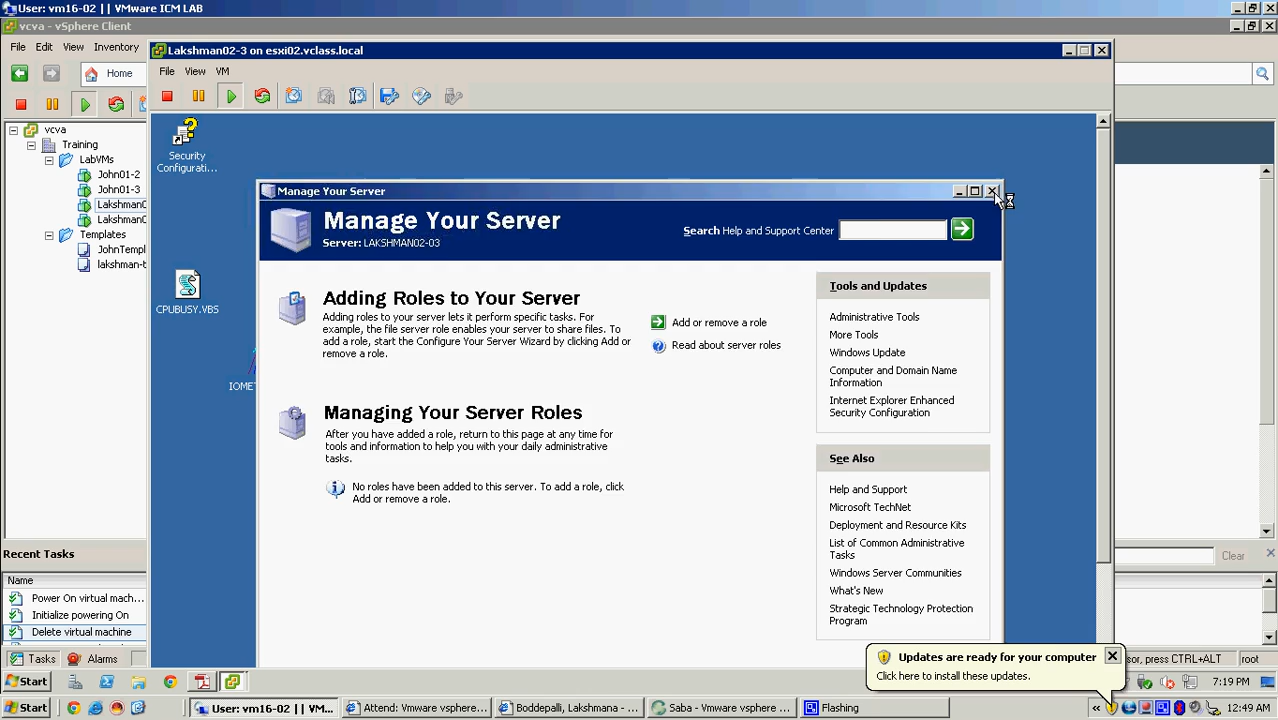 User: vm16-02 || VMware ICM LAB
vcva - vSphere Client
File Edit View Inventory
Home
vcva
Training
LabVMs
John01-2
John01-3
Lakshman0
Lakshman0
Templates
JohnTempl
lakshman-t
Lakshman02-3 on esxi02.vclass.local
File View VM
Security
Configurati...
CPUBUSY.VBS
IOMET
Manage Your Server
Manage Your Server
Server: LAKSHMAN02-03
Search Help and Support Center
Adding Roles to Your Server
Adding roles to your server lets it perform specific tasks. For
example, the file server role enables your server to share files. To
add a role, start the Configure Your Server Wizard by clicking Add or
remove a role.
Add or remove a role
Read about server roles
Managing Your Server Roles
After you have added a role, return to this page at any time for
tools and information to help you with your daily administrative
tasks.
No roles have been added to this server. To add a role, click
Add or remove a role.
Tools and Updates
Administrative Tools
More Tools
Windows Update
Computer and Domain Name
Information
Internet Explorer Enhanced
Security Configuration
See Also
Help and Support
Microsoft TechNet
Deployment and Resource Kits
List of Common Administrative
Tasks
Windows Server Communities
What's New
Strategic Technology Protection
Program
Recent Tasks
Clear
Name
Power On virtual mach...
Initialize powering On
Delete virtual machine
Tasks Alarms
sor, press CTRL+ALT root
Updates are ready for your computer
Click here to install these updates.
Start
7:19 PM
Start
User: vm16-02 || VM...
Attend: VMware vsphere...
Boddepalli, Lakshmana - ...
Saba - VMware vsphere ...
Flashing
12:49 AM